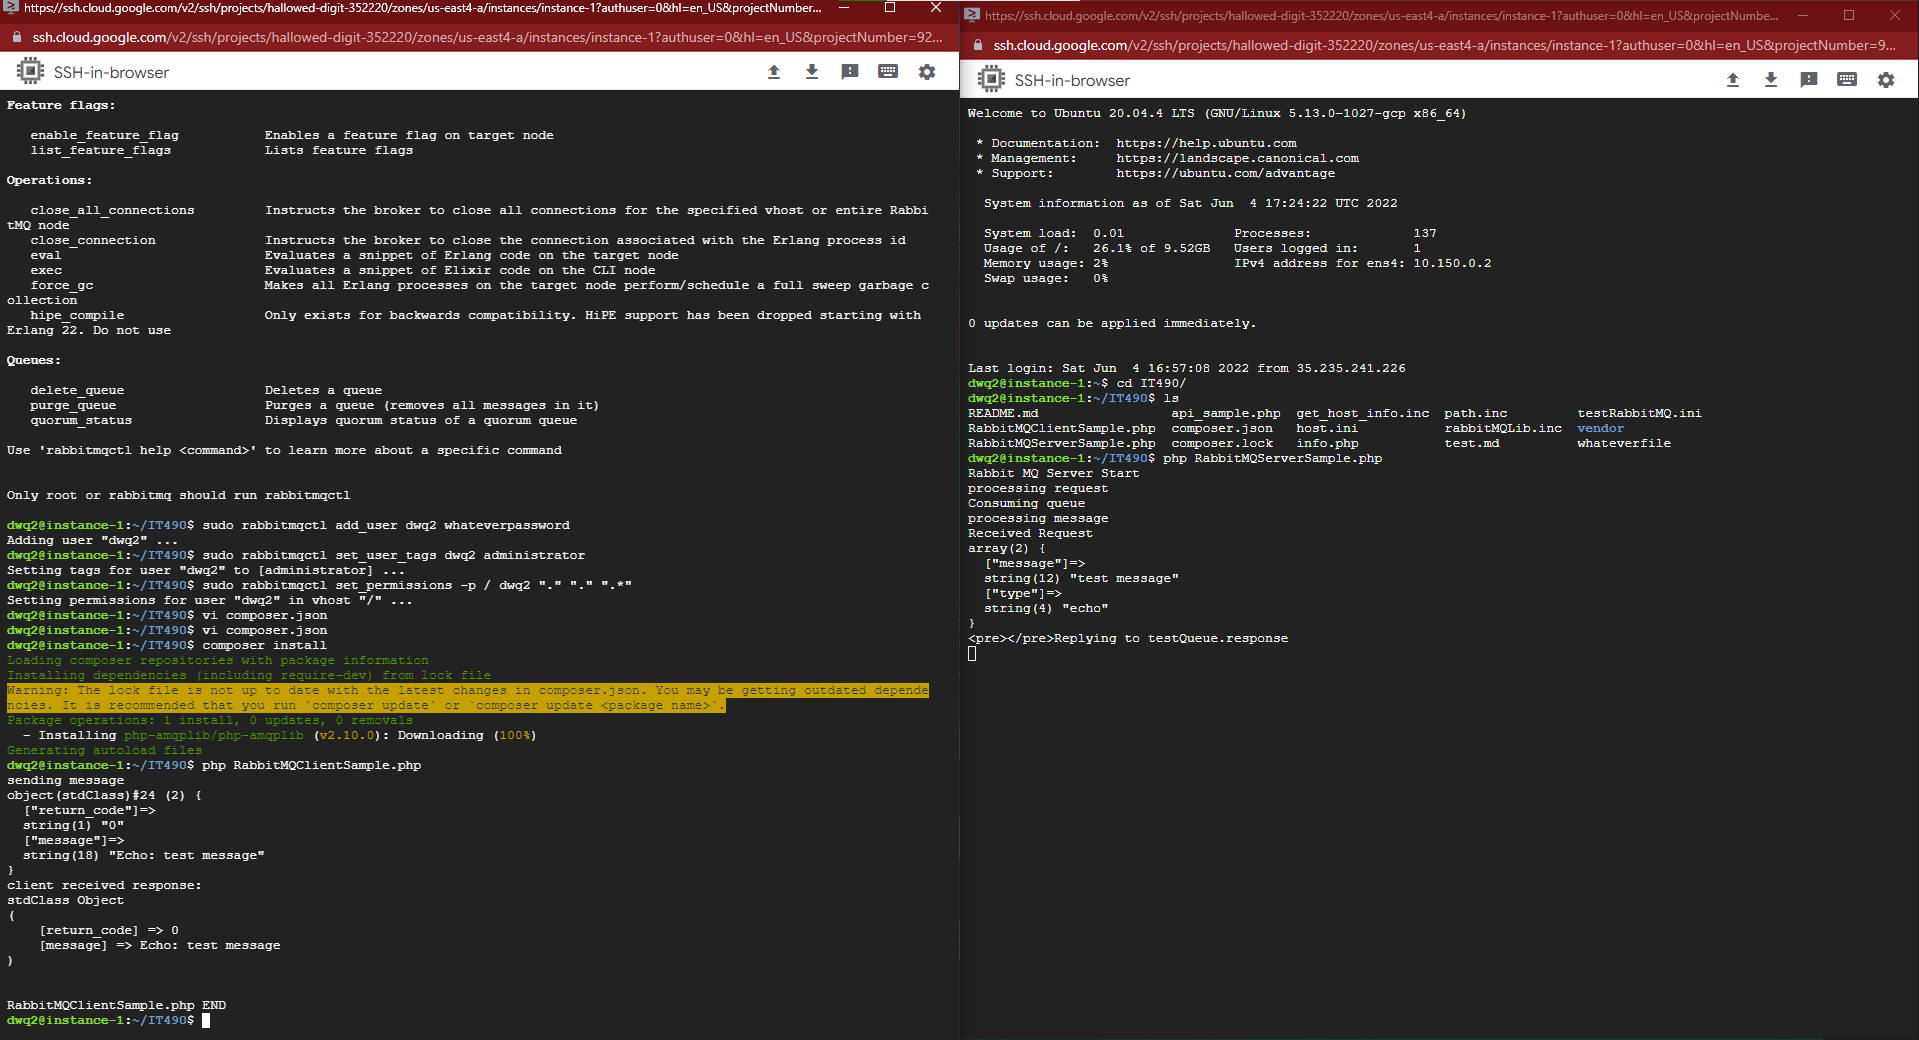 https://ssh.cloud.google.com/v2/ssh/projects/hallowed-digit-352220/zones/us-east4-a/instances/instance-1?authuser=0&hl=en_US&projectNumber...
ssh.cloud.google.com/v2/ssh/projects/hallowed-digit-352220/zones/us-east4-a/instances/instance-1?authuser=0&hl=en_US&projectNumber=92...
SSH-in-browser
Feature flags:
enable_feature_flag Enables a feature flag on target node
list_feature_flags Lists feature flags
Operations:
close_all_connections Instructs the broker to close all connections for the specified vhost or entire Rabbi
tMQ node
close_connection Instructs the broker to close the connection associated with the Erlang process id
eval Evaluates a snippet of Erlang code on the target node
exec Evaluates a snippet of Elixir code on the CLI node
force_gc Makes all Erlang processes on the target node perform/schedule a full sweep garbage c
ollection
hipe_compile Only exists for backwards compatibility. HiPE support has been dropped starting with
Erlang 22. Do not use
Queues:
delete_queue Deletes a queue
purge_queue Purges a queue (removes all messages in it)
quorum_status Displays quorum status of a quorum queue
Use 'rabbitmqctl help <command>' to learn more about a specific command
Only root or rabbitmq should run rabbitmqctl
dwq2@instance-1:~/IT490$ sudo rabbitmqctl add_user dwq2 whateverpassword
Adding user "dwq2" ...
dwq2@instance-1:~/IT490$ sudo rabbitmqctl set_user_tags dwq2 administrator
Setting tags for user "dwq2" to [administrator] ...
dwq2@instance-1:~/IT490$ sudo rabbitmqctl set_permissions -p / dwq2 "." "." ".*"
Setting permissions for user "dwq2" in vhost "/" ...
dwq2@instance-1:~/IT490$ vi composer.json
dwq2@instance-1:~/IT490$ vi composer.json
dwq2@instance-1:~/IT490$ composer install
Loading composer repositories with package information
Installing dependencies (including require-dev) from lock file
Warning: The lock file is not up to date with the latest changes in composer.json. You may be getting outdated depende
ncies. It is recommended that you run `composer update` or `composer update <package name>`.
Package operations: 1 install, 0 updates, 0 removals
- Installing php-amqplib/php-amqplib (v2.10.0): Downloading (100%)
Generating autoload files
dwq2@instance-1:~/IT490$ php RabbitMQClientSample.php
sending message
object(stdClass)#24 (2) {
["return_code"]=>
string(1) "0"
["message"]=>
string(18) "Echo: test message"
}
client received response:
stdClass Object
(
[return_code] => 0
[message] => Echo: test message
)
RabbitMQClientSample.php END
dwq2@instance-1:~/IT490$
https://ssh.cloud.google.com/v2/ssh/projects/hallowed-digit-352220/zones/us-east4-a/instances/instance-1?authuser=0&hl=en_US&projectNumber...
ssh.cloud.google.com/v2/ssh/projects/hallowed-digit-352220/zones/us-east4-a/instances/instance-1?authuser=0&hl=en_US&projectNumber=9...
SSH-in-browser
Welcome to Ubuntu 20.04.4 LTS (GNU/Linux 5.13.0-1027-gcp x86_64)
* Documentation: https://help.ubuntu.com
* Management: https://landscape.canonical.com
* Support: https://ubuntu.com/advantage
System information as of Sat Jun 4 17:24:22 UTC 2022
System load: 0.01 Processes: 137
Usage of /: 26.1% of 9.52GB Users logged in: 1
Memory usage: 2% IPv4 address for ens4: 10.150.0.2
Swap usage: 0%
0 updates can be applied immediately.
Last login: Sat Jun 4 16:57:08 2022 from 35.235.241.226
dwq2@instance-1:~$ cd IT490/
dwq2@instance-1:~/IT490$ ls
README.md api_sample.php get_host_info.inc path.inc testRabbitMQ.ini
RabbitMQClientSample.php composer.json host.ini rabbitMQLib.inc vendor
RabbitMQServerSample.php composer.lock info.php test.md whateverfile
dwq2@instance-1:~/IT490$ php RabbitMQServerSample.php
Rabbit MQ Server Start
processing request
Consuming queue
processing message
Received Request
array(2) {
["message"]=>
string(12) "test message"
["type"]=>
string(4) "echo"
}
<pre></pre>Replying to testQueue.response